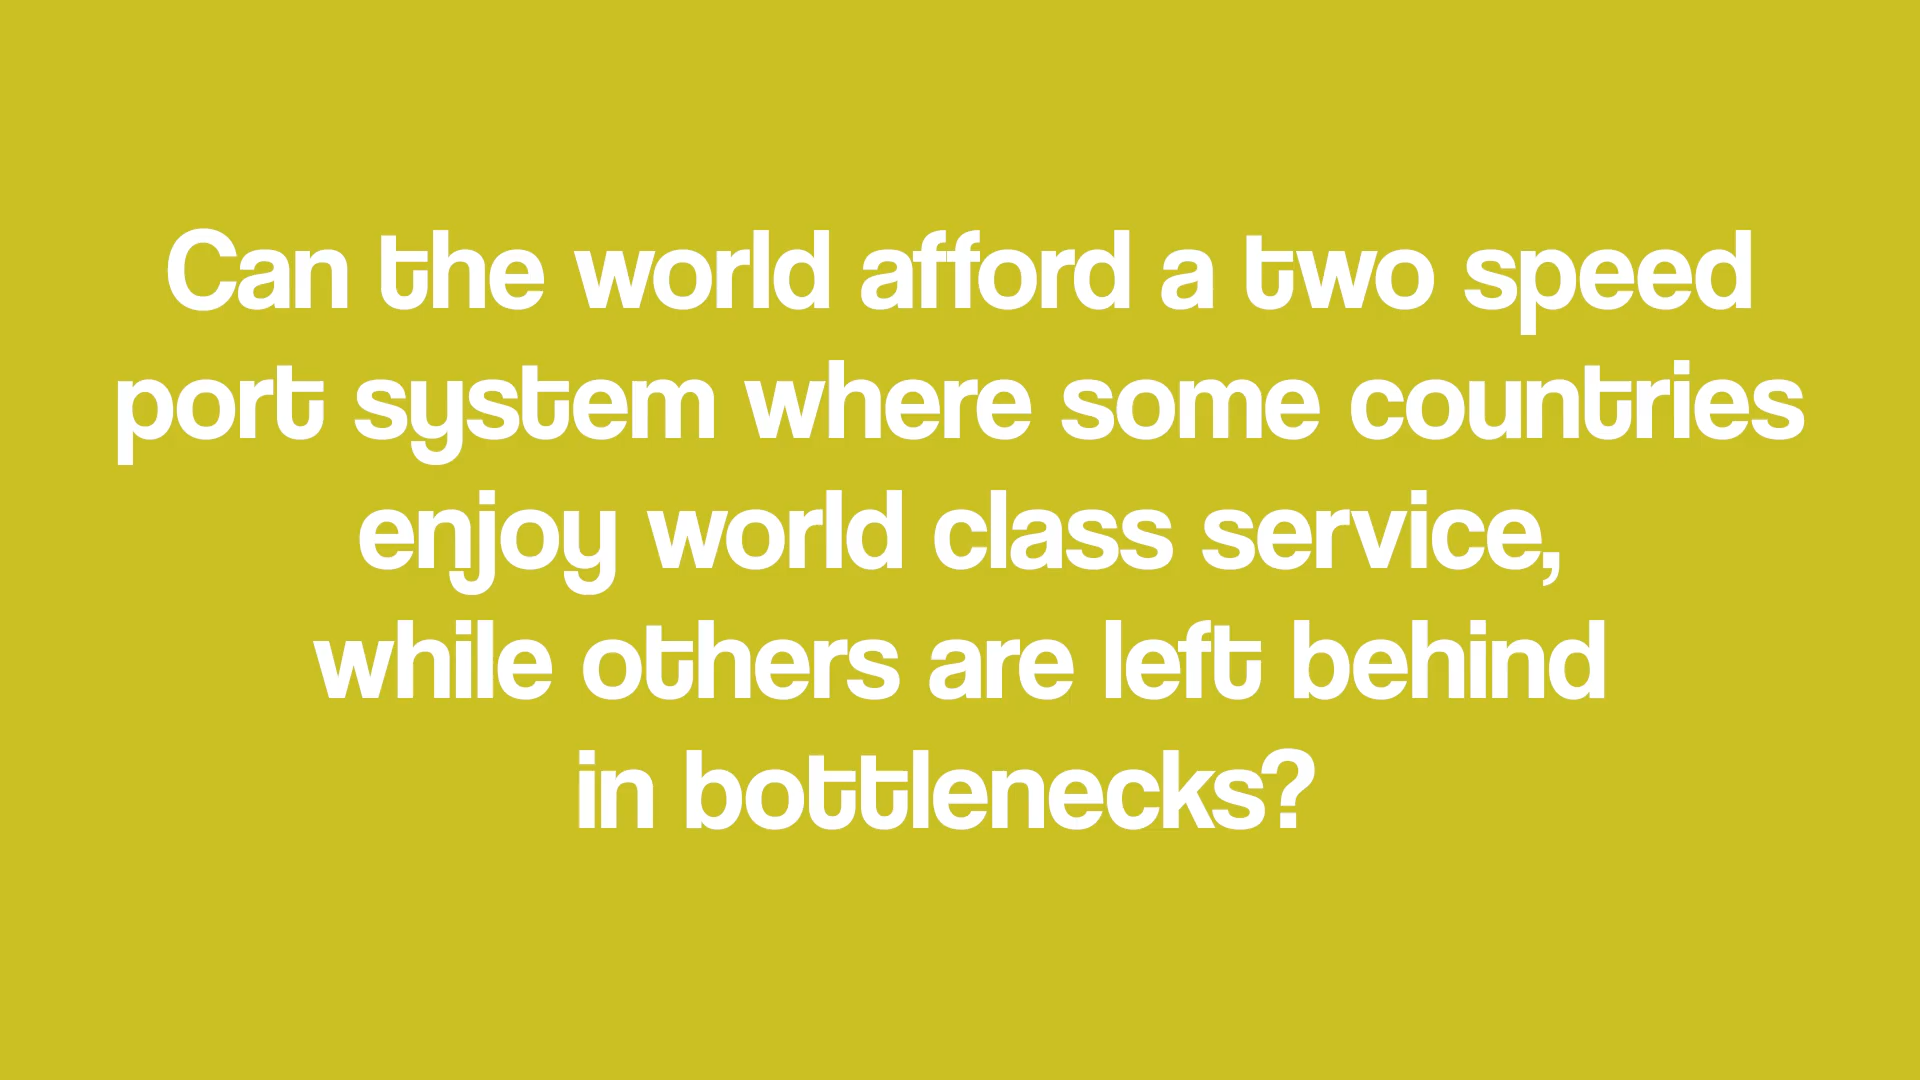 Can the world afford a two speed
port system where some countries
enjoy world class service,
while others are left behind
in bottlenecks?